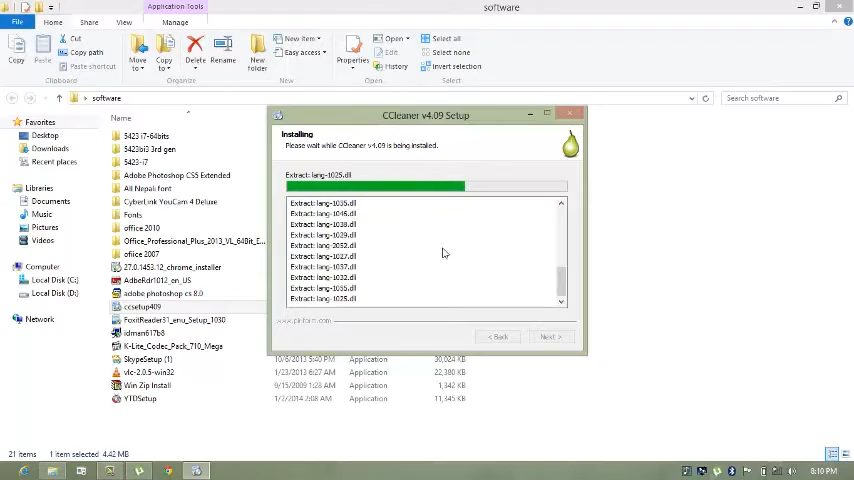 Application Tools
software
File
Home
Share
View
Manage
Copy
Paste
Cut
Copy path
Paste shortcut
Clipboard
Move to
Copy to
Delete
Rename
Organize
New folder
New item
Easy access
New
Properties
Open
Edit
History
Open
Select all
Select none
Invert selection
Select
software
Search software
Favorites
Desktop
Downloads
Recent places
Libraries
Documents
Music
Pictures
Videos
Computer
Local Disk (C:)
Local Disk (D:)
Network
Name
5423 i7-64bits
5423bi3 3rd gen
5423-i7
Adobe Photoshop CS5 Extended
All Nepali font
CyberLink YouCam 4 Deluxe
Fonts
office 2010
Office_Professional_Plus_2013_VL_64-Bit_...
ofiice 2007
27.0.1453.12_chrome_installer
AdbeRdr1012_en_US
adobe photoshop cs 8.0
ccsetup409
FoxitReader31_enu_Setup_1030
idman617b8
K-Lite_Codec_Pack_710_Mega
SkypeSetup (1) 10/6/2013 5:40 PM Application 30,024 KB
vlc-2.0.5-win32 1/23/2013 6:27 AM Application 22,380 KB
Win Zip Install 9/15/2009 1:28 AM Application 1,342 KB
YTDSetup 1/2/2014 2:08 AM Application 11,345 KB
CCleaner v4.09 Setup
Installing
Please wait while CCleaner v4.09 is being installed.
Extract: lang-1025.dll
Extract: lang-1035.dll
Extract: lang-1046.dll
Extract: lang-1038.dll
Extract: lang-1029.dll
Extract: lang-2052.dll
Extract: lang-1027.dll
Extract: lang-1037.dll
Extract: lang-1032.dll
Extract: lang-1055.dll
Extract: lang-1025.dll
www.piriform.com
< Back
Next >
21 items 1 item selected 4.42 MB
8:10 PM